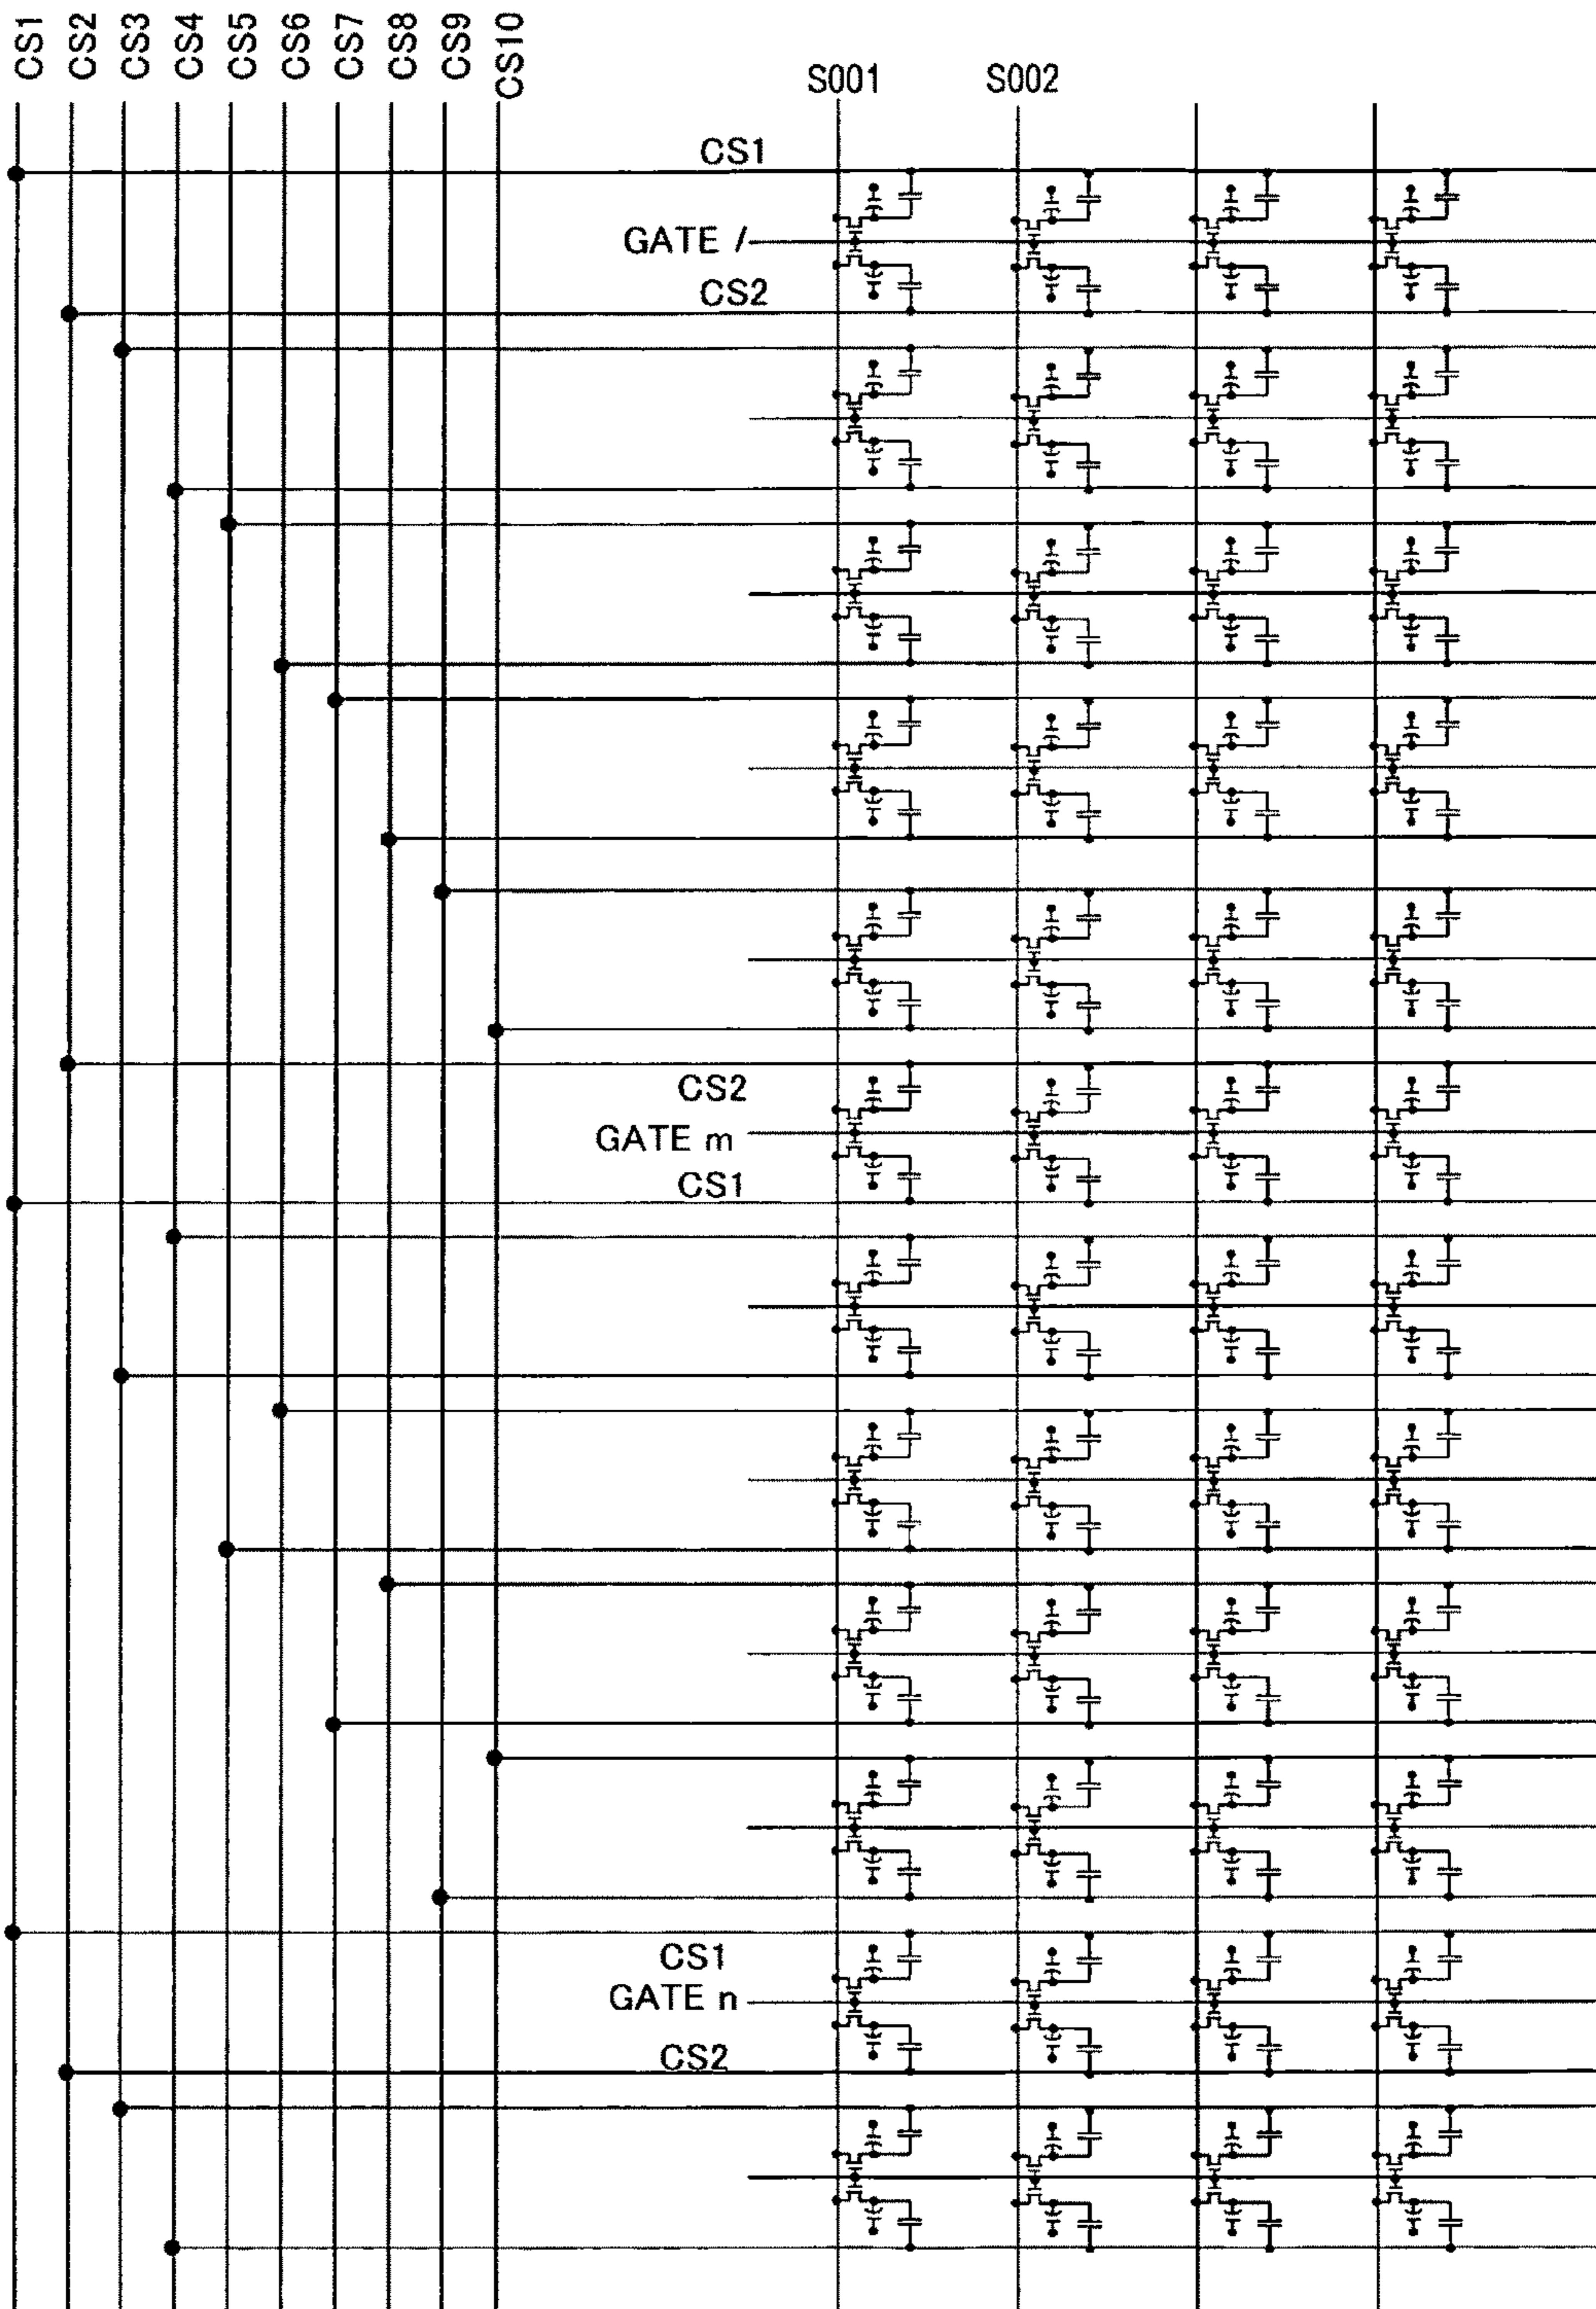 CS1
CS2
CS3
CS4
CS5
CS6
CS7
CS8
CS9
CS10
S001
S002
CS1
GATE /
CS2
CS2
GATE m
CS1
CS1
GATE n
CS2